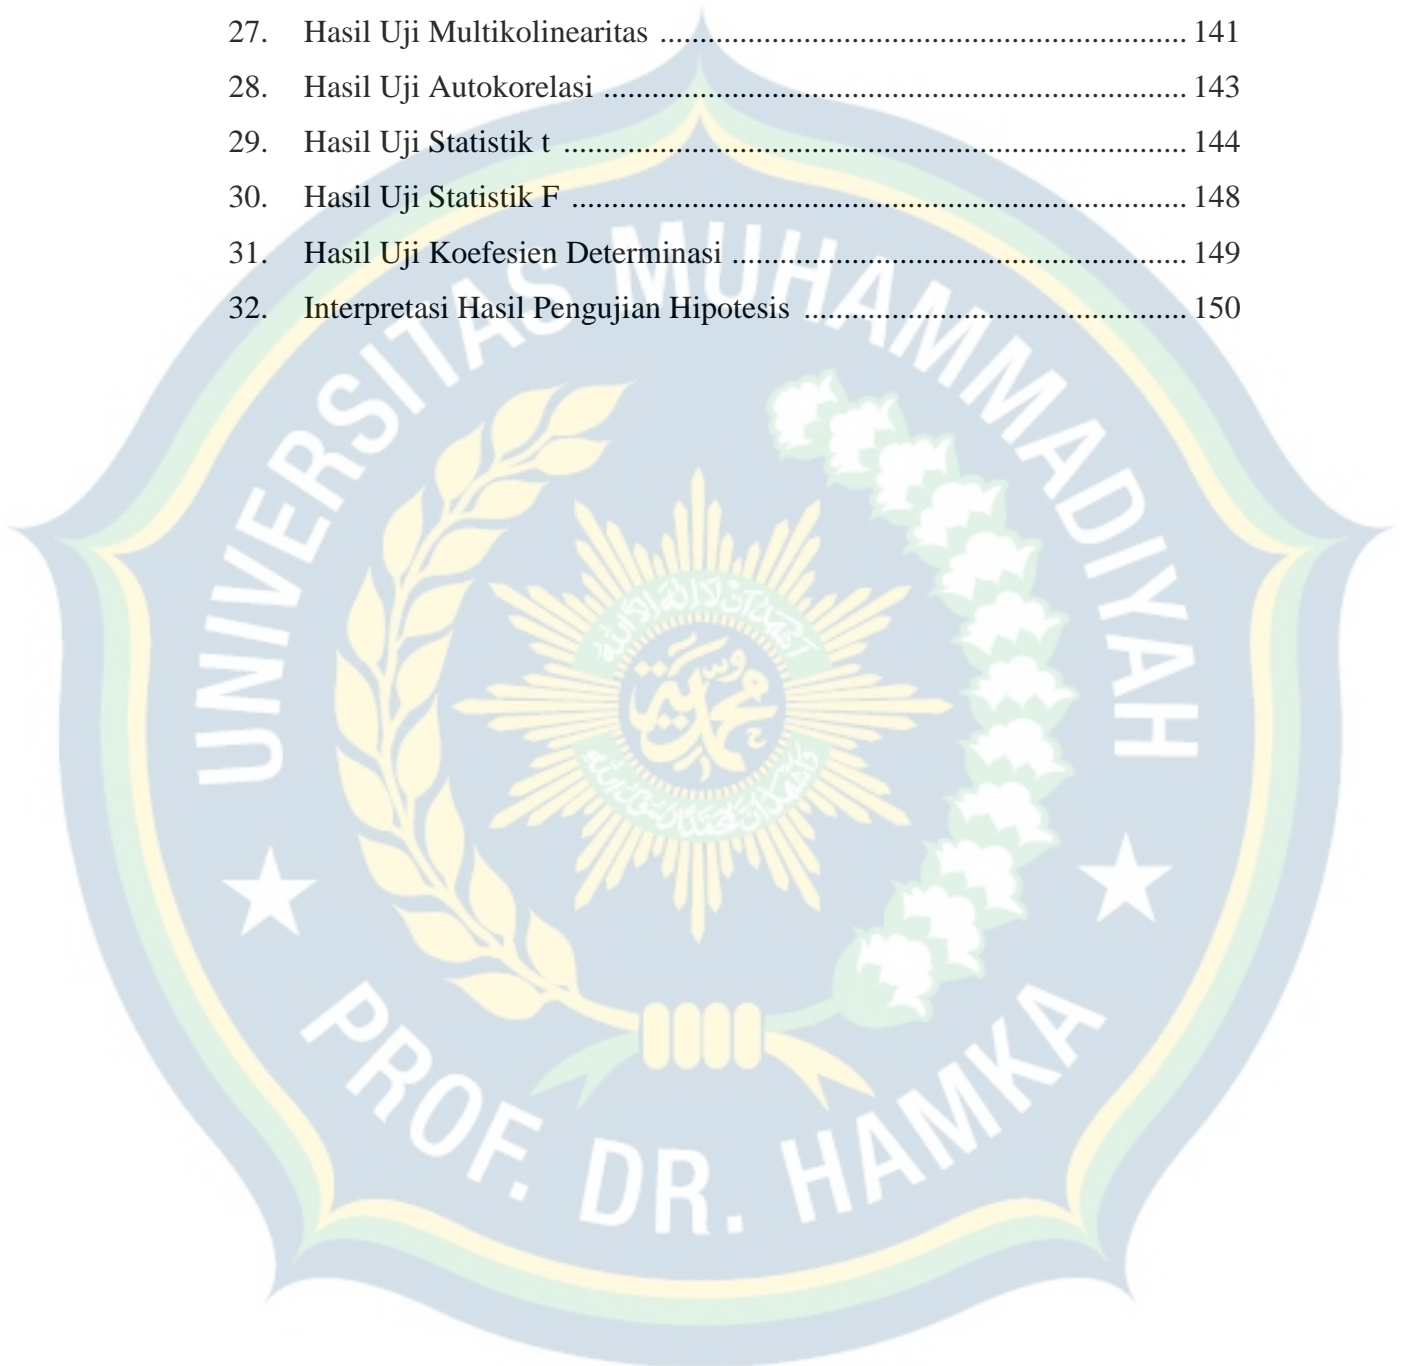 27. Hasil Uji Multikolinearitas ................................................................. 141
28. Hasil Uji Autokorelasi ........................................................................ 143
29. Hasil Uji Statistik t ............................................................................. 144
30. Hasil Uji Statistik F ............................................................................ 148
31. Hasil Uji Koefesien Determinasi ........................................................ 149
32. Interpretasi Hasil Pengujian Hipotesis ............................................... 150
UNIVERSITAS MUHAMMADIYAH
PROF. DR. HAMKA